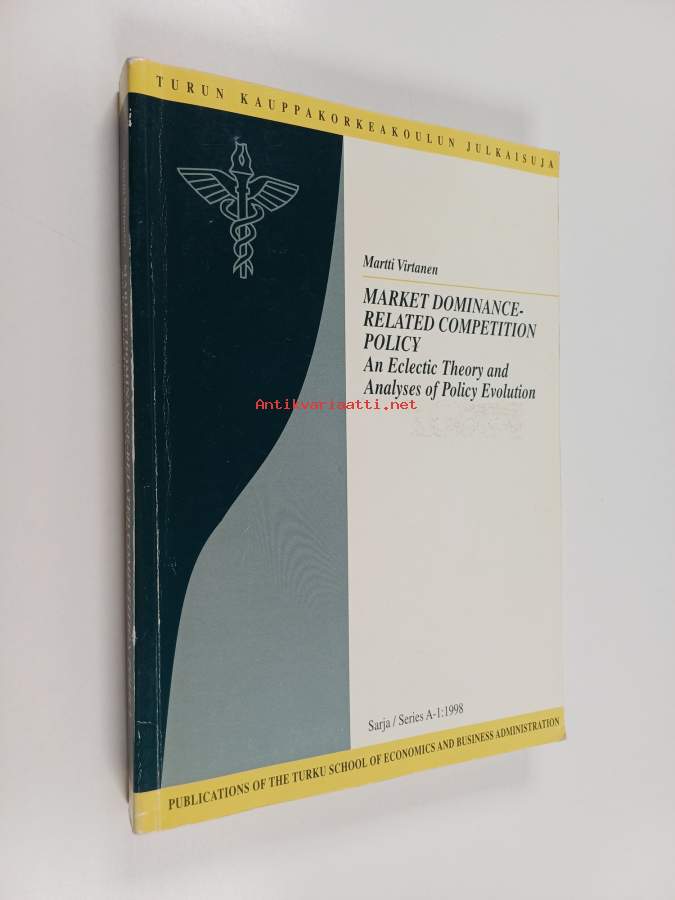 TURUN KAUPPAKORKEAKOULUN JULKAISUJA
Martti Virtanen
MARKET DOMINANCE-
RELATED COMPETITION
POLICY
An Eclectic Theory and
Analyses of Policy Evolution
Antikvariaatti.net
Sarja / Series A-1:1998
PUBLICATIONS OF THE TURKU SCHOOL OF ECONOMICS AND BUSINESS ADMINISTRATION